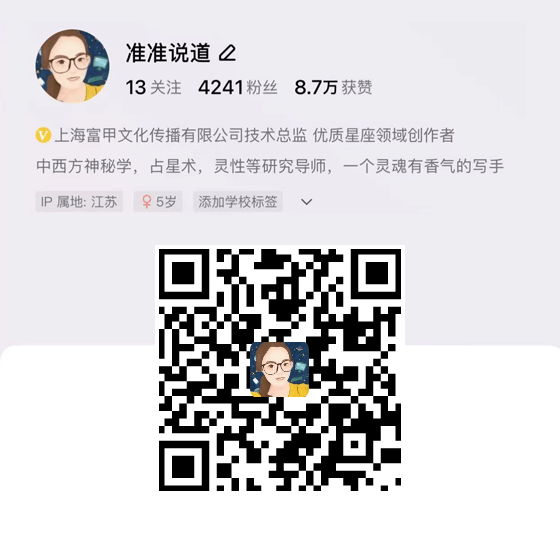 准准说道
13 关注 4241 粉丝 8.7万 获赞
上海富甲文化传播有限公司技术总监 优质星座领域创作者
中西方神秘学，占星术，灵性等研究导师，一个灵魂有香气的写手
IP 属地: 江苏 5岁 添加学校标签